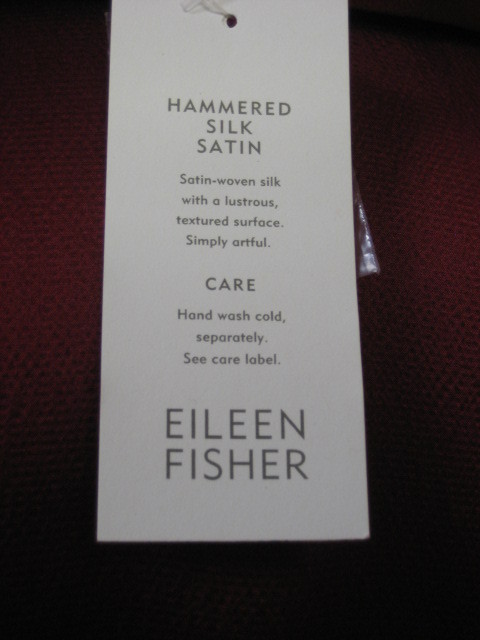 HAMMERED
SILK
SATIN
Satin-woven silk
with a lustrous,
textured surface.
Simply artful.
CARE
Hand wash cold,
separately.
See care label.
EILEEN
FISHER